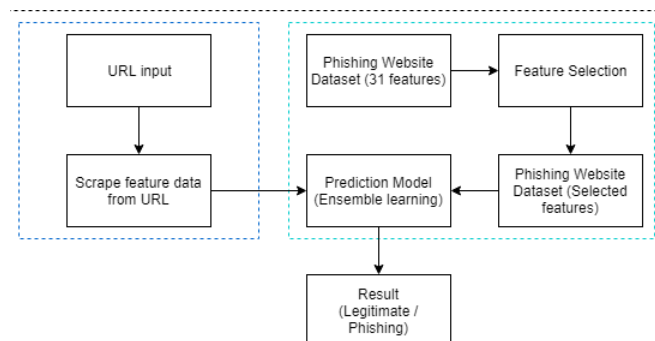 URL input
Phishing Website
Dataset (31 features)
Feature Selection
Scrape feature data
from URL
Prediction Model
(Ensemble learning)
Phishing Website
Dataset (Selected
features)
Result
(Legitimate /
Phishing)